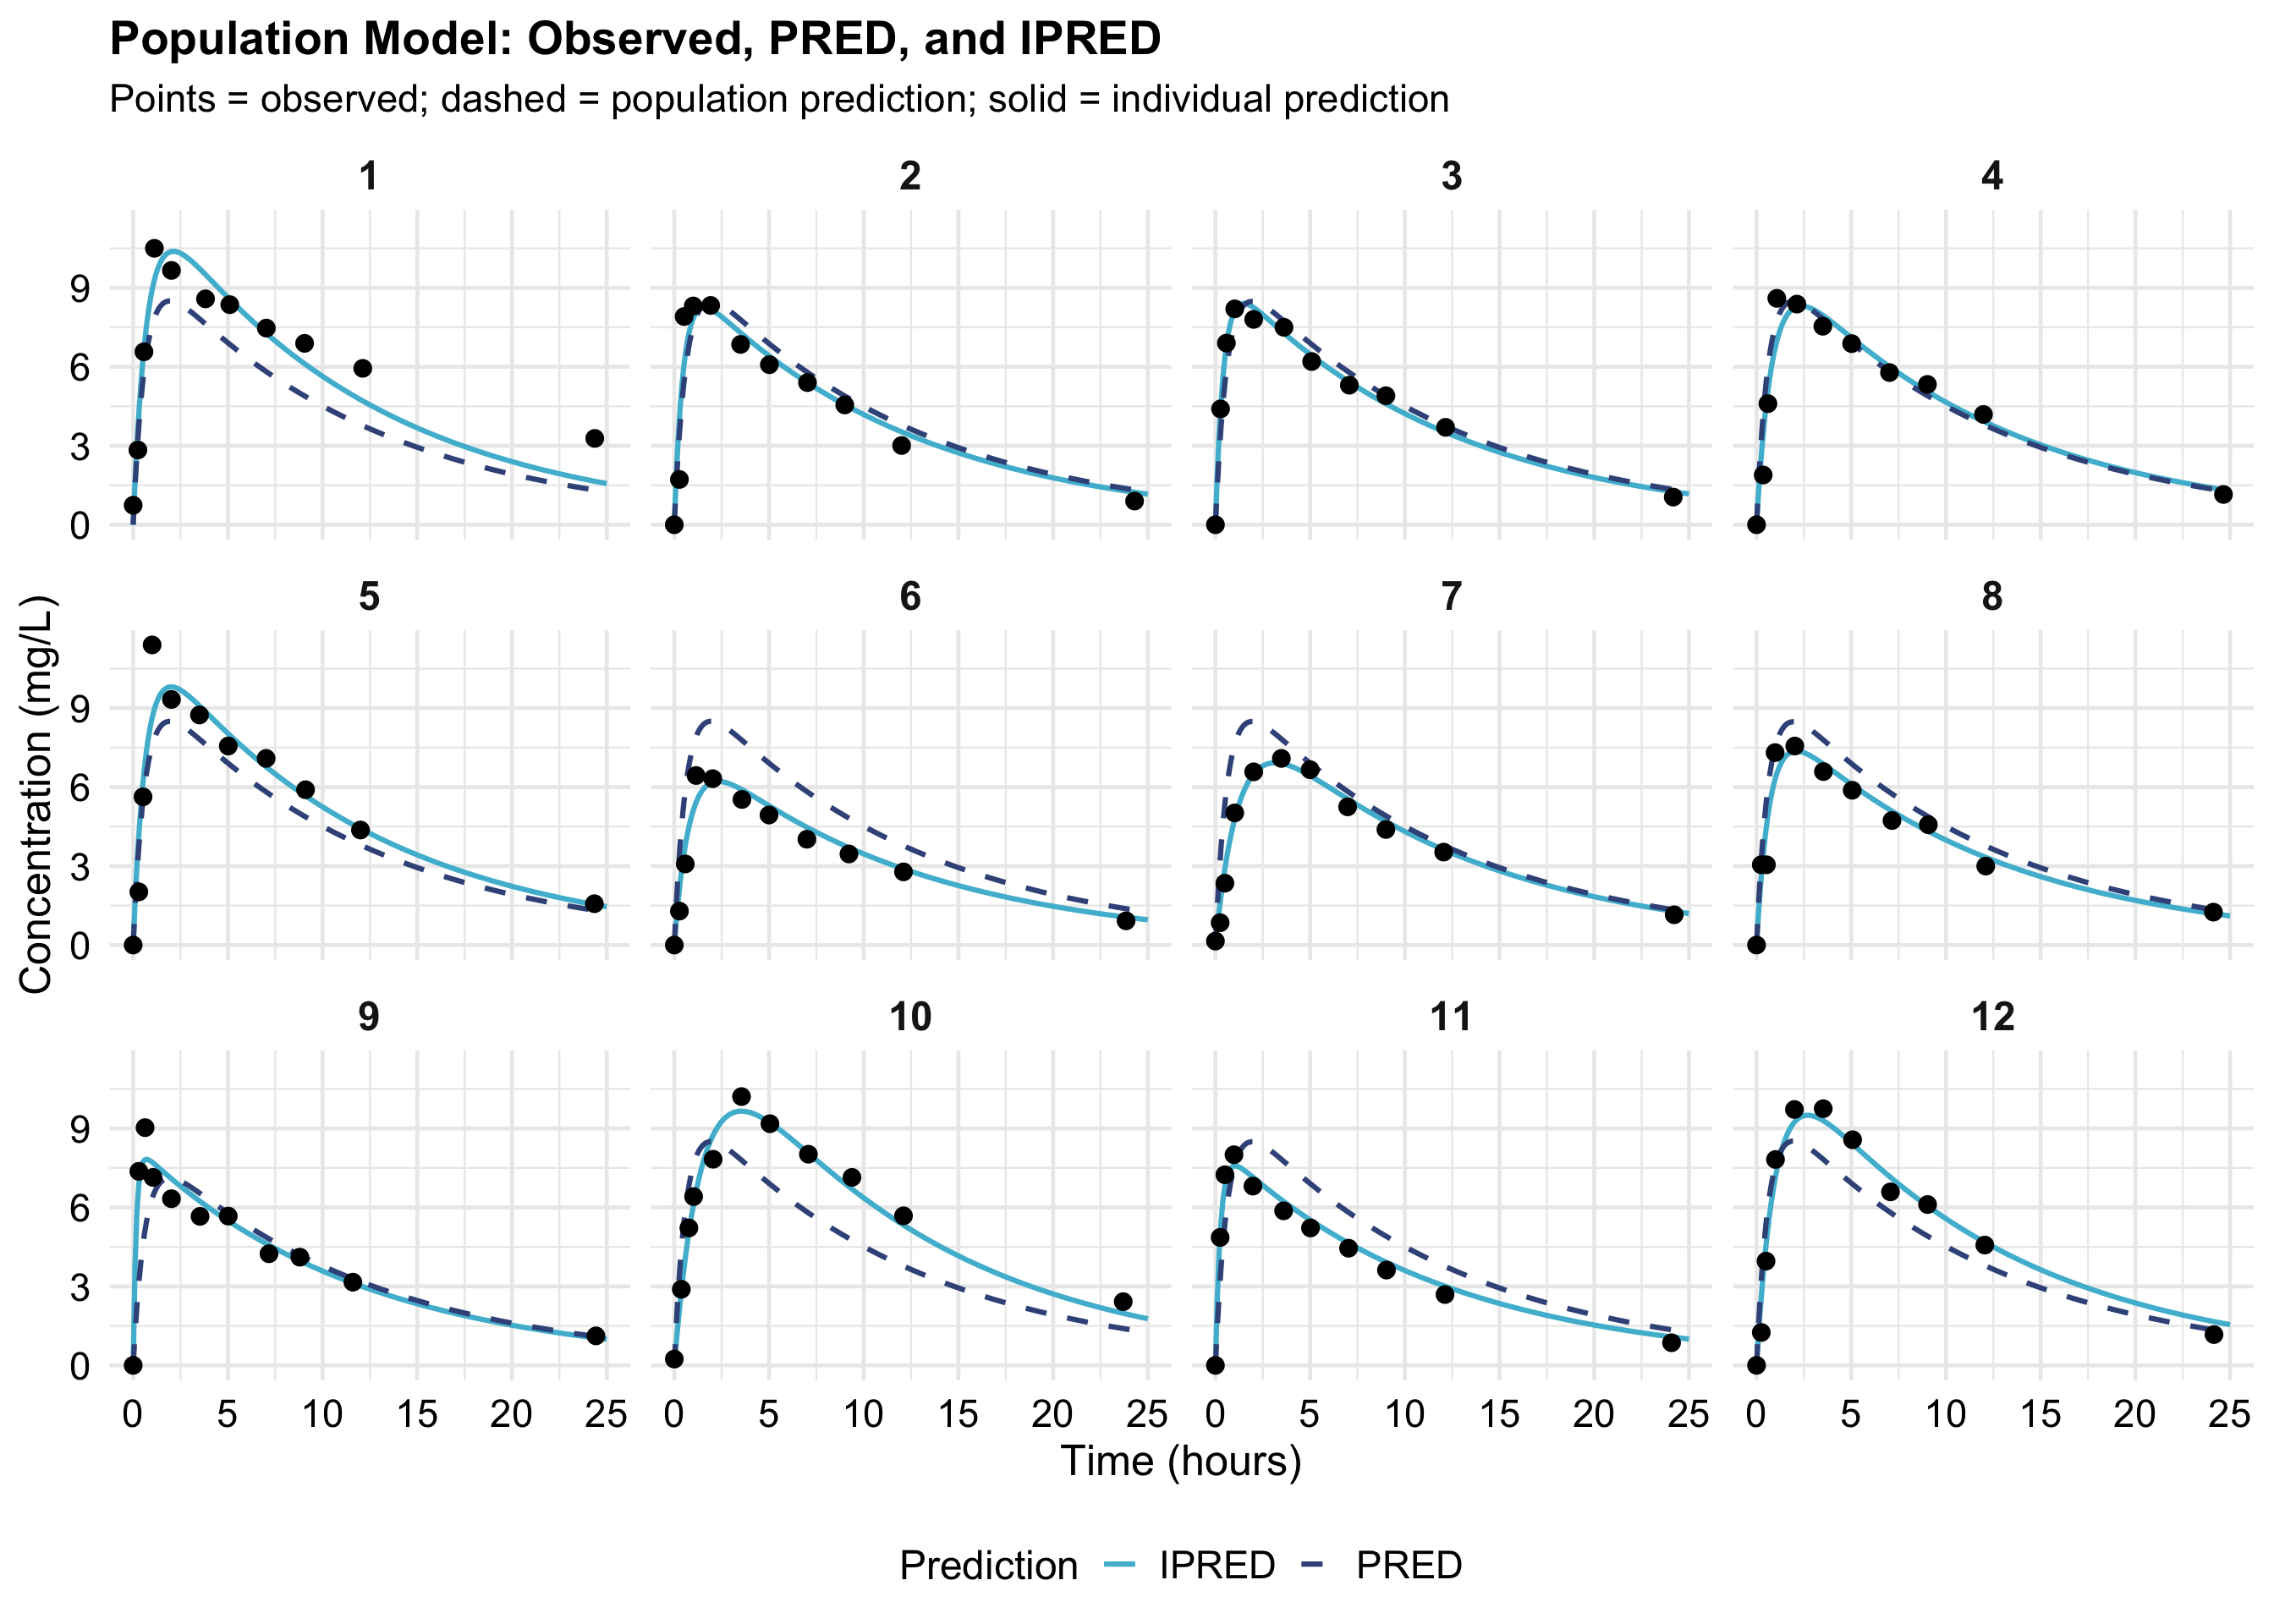 Population Model: Observed, PRED, and IPRED
Points = observed; dashed = population prediction; solid = individual prediction
1 2 3 4
9
6
3
0
5 6 7 8
Concentration (mg/L)
9
6
3
0
9 10 11 12
9
6
3
0
0 5 10 15 20 25 0 5 10 15 20 25 0 5 10 15 20 25 0 5 10 15 20 25
Time (hours)
Prediction IPRED PRED